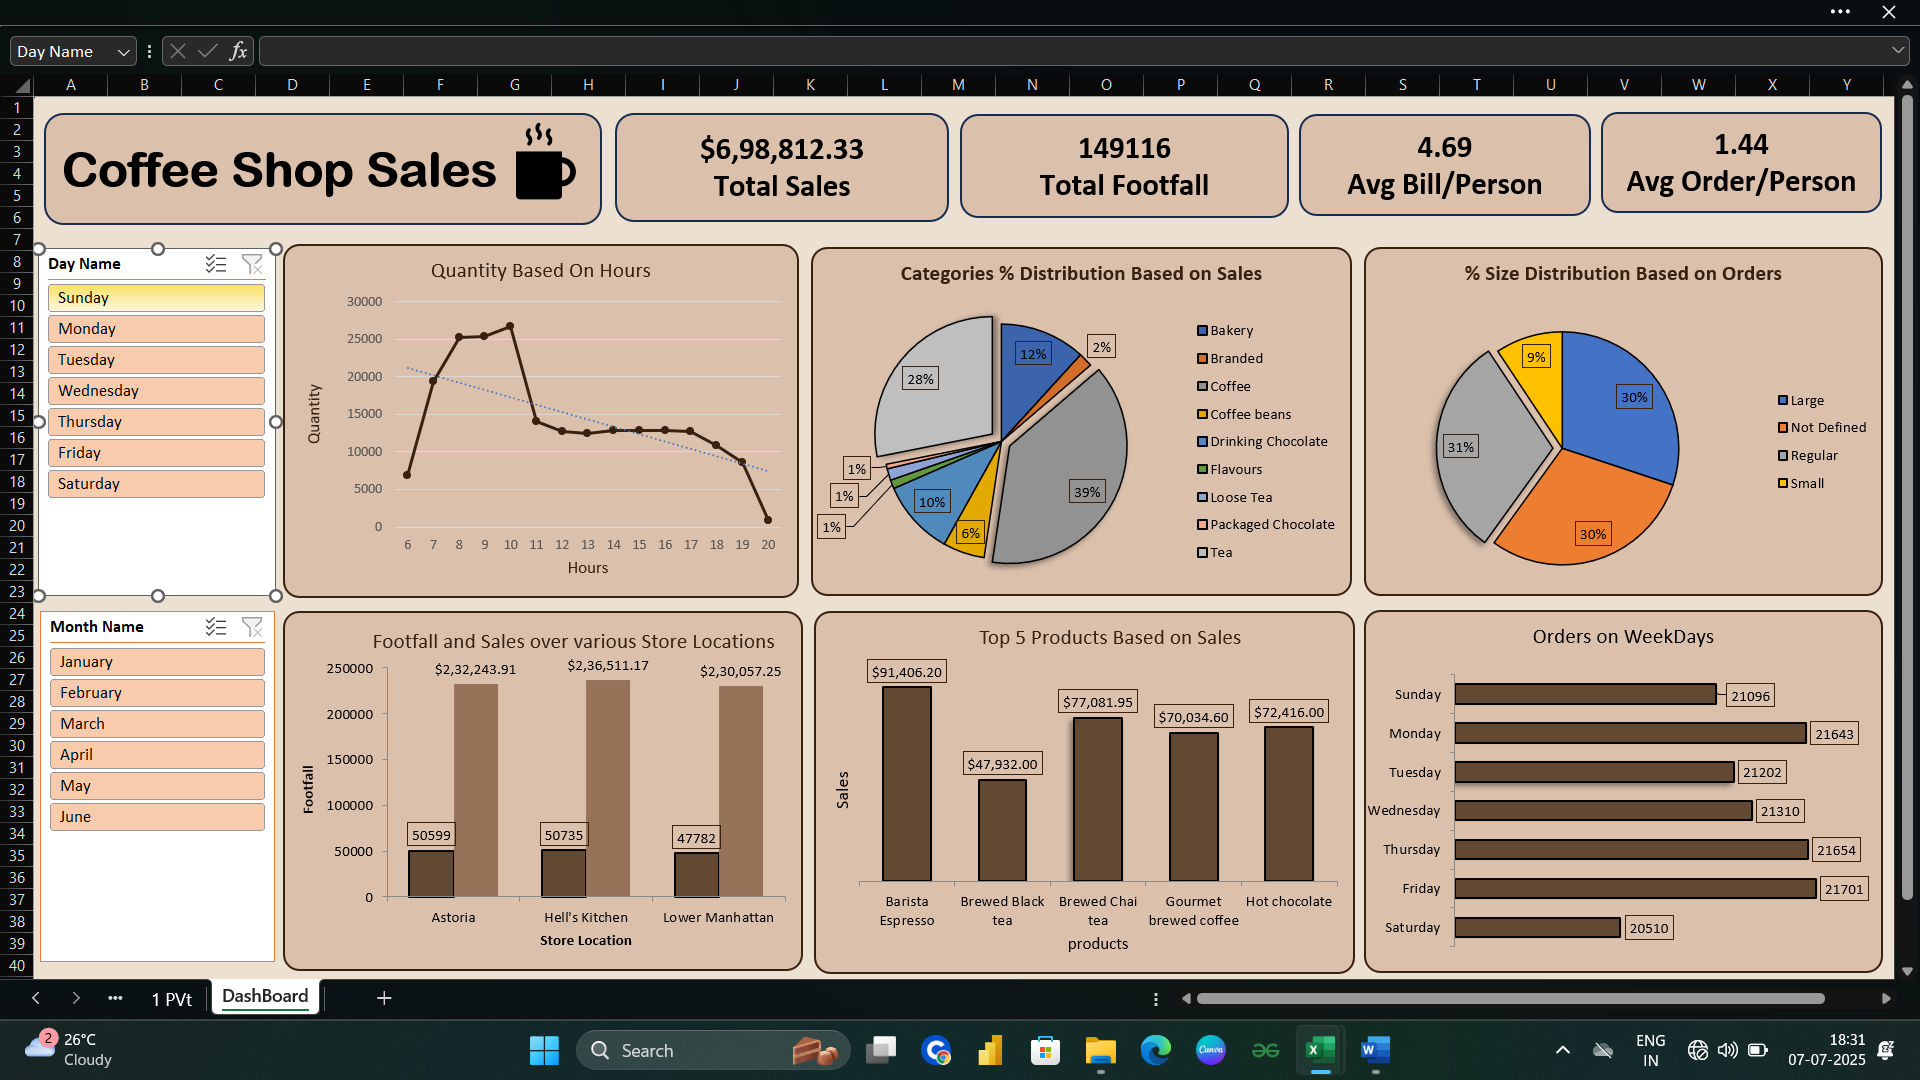 Day Name
fx
A B C D E F G H I J K L M N O P Q R S T U V W X Y
1
2
3
4
5
6
7
8
9
10
11
12
13
14
15
16
17
18
19
20
21
22
23
24
25
26
27
28
29
30
31
32
33
34
35
36
37
38
39
40
Coffee Shop Sales
$6,98,812.33
Total Sales
149116
Total Footfall
4.69
Avg Bill/Person
1.44
Avg Order/Person
Day Name
Sunday
Monday
Tuesday
Wednesday
Thursday
Friday
Saturday
Quantity Based On Hours
30000
25000
20000
15000
10000
5000
0
Quantity
6 7 8 9 10 11 12 13 14 15 16 17 18 19 20
Hours
Categories % Distribution Based on Sales
12%
2%
28%
39%
1%
1%
1%
10%
6%
Bakery
Branded
Coffee
Coffee beans
Drinking Chocolate
Flavours
Loose Tea
Packaged Chocolate
Tea
% Size Distribution Based on Orders
9%
30%
31%
30%
Large
Not Defined
Regular
Small
Month Name
January
February
March
April
May
June
Footfall and Sales over various Store Locations
250000
200000
150000
100000
50000
0
Footfall
$2,32,243.91
$2,36,511.17
$2,30,057.25
50599
50735
47782
Astoria
Hell's Kitchen
Lower Manhattan
Store Location
Top 5 Products Based on Sales
Sales
$91,406.20
$47,932.00
$77,081.95
$70,034.60
$72,416.00
Barista
Espresso
Brewed Black
tea
Brewed Chai
tea
Gourmet
brewed coffee
Hot chocolate
products
Orders on WeekDays
Sunday 21096
Monday 21643
Tuesday 21202
Wednesday 21310
Thursday 21654
Friday 21701
Saturday 20510
1 PVt
DashBoard
2
26°C
Cloudy
Search
Canva
X
W
ENG
IN
18:31
07-07-2025